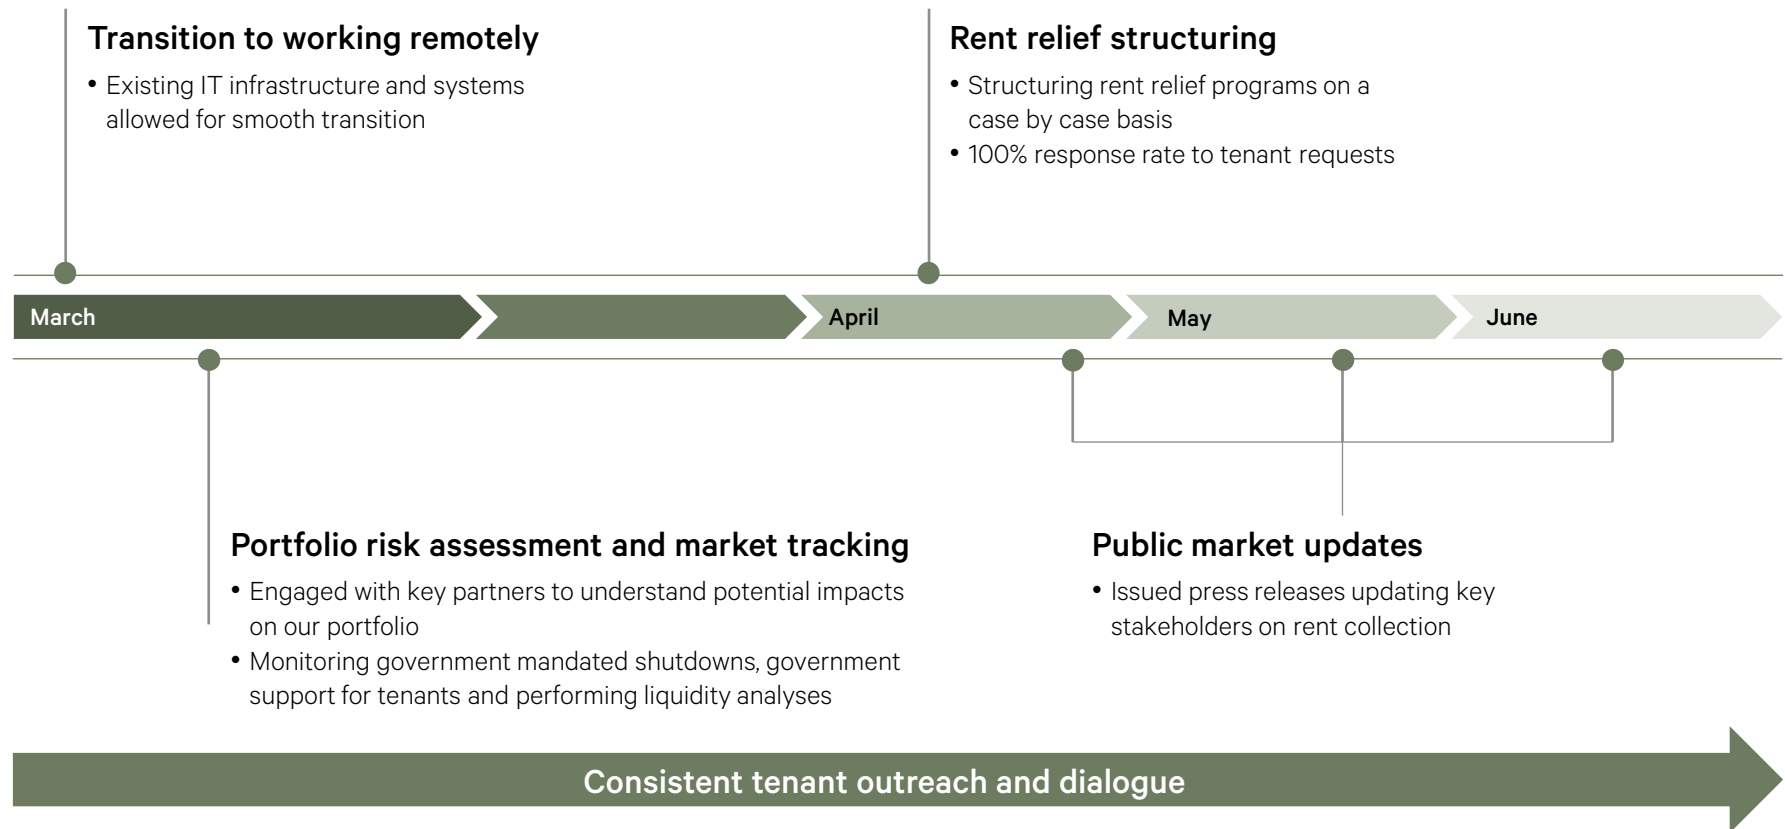 Transition to working remotely
• Existing IT infrastructure and systems
allowed for smooth transition
Rent relief structuring
• Structuring rent relief programs on a
case by case basis
• 100% response rate to tenant requests
March
April
May
June
Portfolio risk assessment and market tracking
• Engaged with key partners to understand potential impacts
on our portfolio
• Monitoring government mandated shutdowns, government
support for tenants and performing liquidity analyses
Public market updates
• Issued press releases updating key
stakeholders on rent collection
Consistent tenant outreach and dialogue